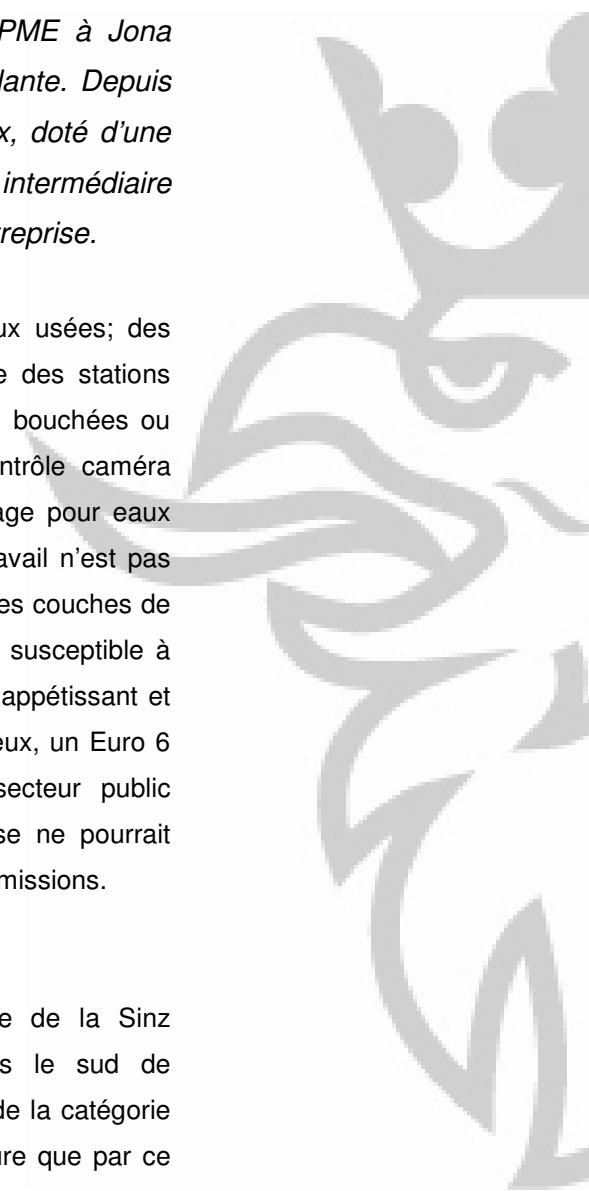 PME à Jona
lante. Depuis
x, doté d'une
intermédiaire
treprise.
ux usées; des
e des stations
bouchées ou
ntrôle caméra
age pour eaux
avail n'est pas
es couches de
susceptible à
appétissant et
eux, un Euro 6
secteur public
se ne pourrait
missions.
e de la Sinz
s le sud de
de la catégorie
ure que par ce